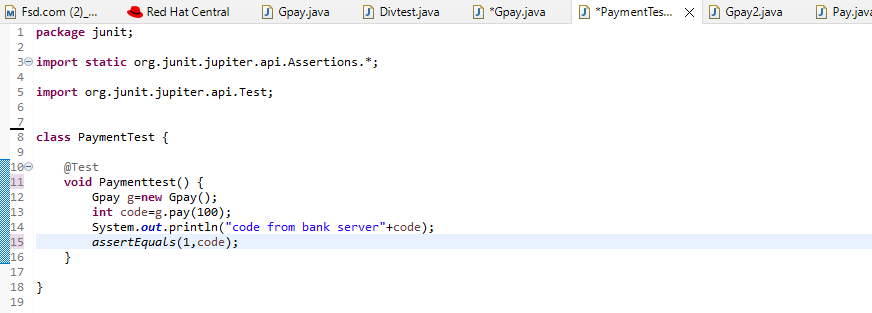 Fsd.com (2)_... Red Hat Central Gpay.java Divtest.java *Gpay.java *PaymentTes... Gpay2.com Pay.java
1 package junit;
2
3 import static org.junit.jupiter.api.Assertions.*;
4
5 import org.junit.jupiter.api.Test;
6
7
8 class PaymentTest {
9
10 @Test
11 void Paymenttest() {
12 Gpay g=new Gpay();
13 int code=g.pay(100);
14 System.out.println("code from bank server"+code);
15 assertEquals(1,code);
16 }
17
18 }
19